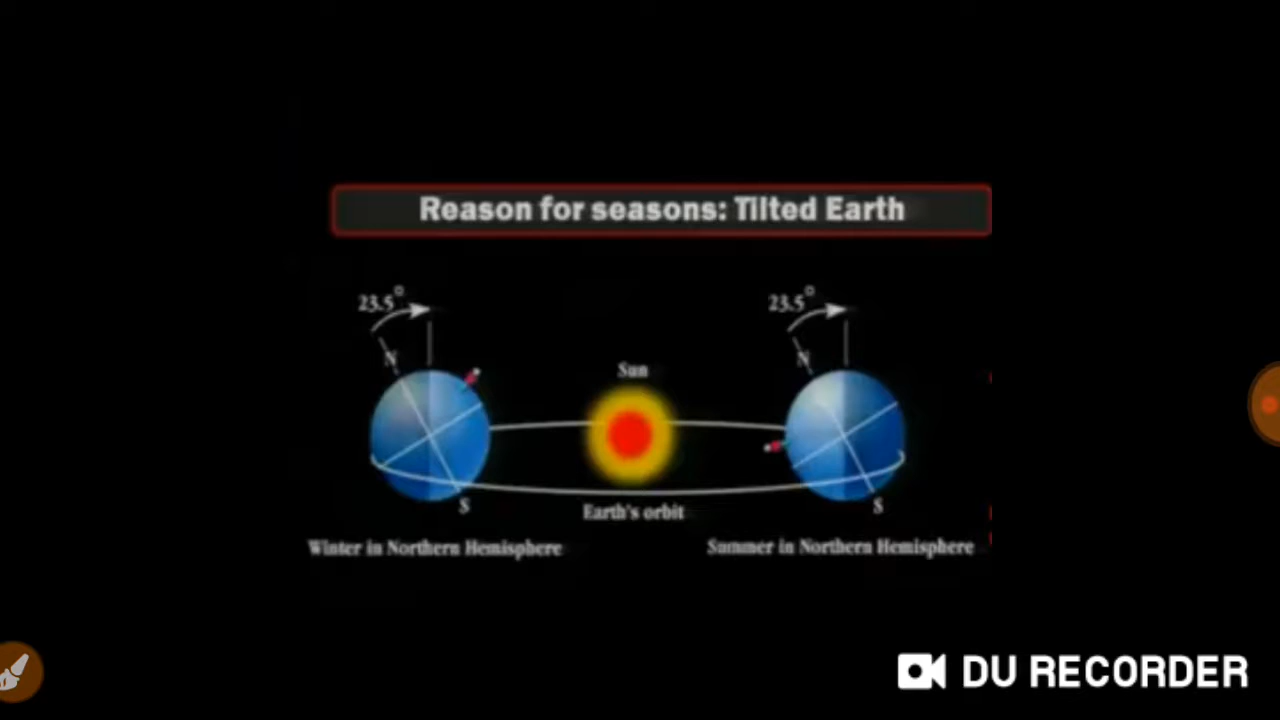 Reason for seasons: Tilted Earth
23.5°
23.5°
N
N
Sun
S
S
Earth's orbit
Winter in Northern Hemisphere
Summer in Northern Hemisphere
DU RECORDER